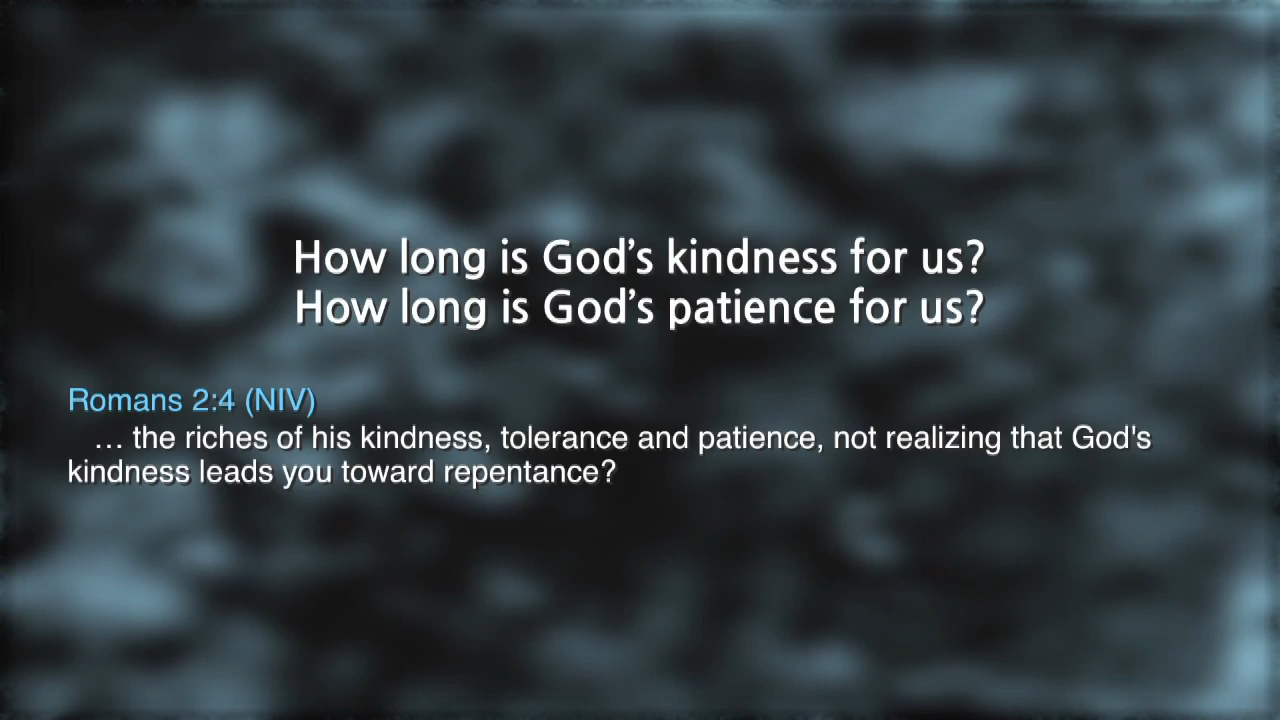 How long is God’s kindness for us?
How long is God’s patience for us?
Romans 2:4 (NIV)
… the riches of his kindness, tolerance and patience, not realizing that God's
kindness leads you toward repentance?